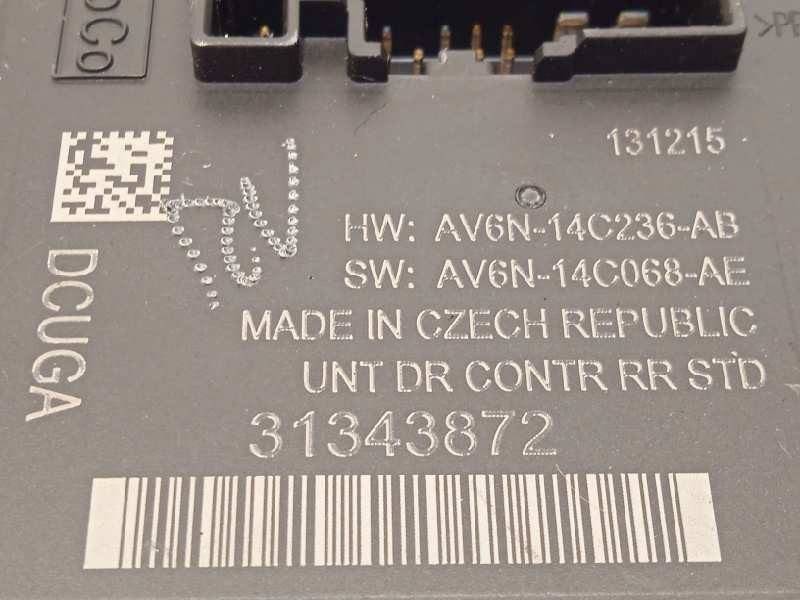 131215
HW: AV6N-14C236-AB
SW: AV6N-14C068-AE
MADE IN CZECH REPUBLIC
UNT DR CONTR RR STD
31343872
DCUGA